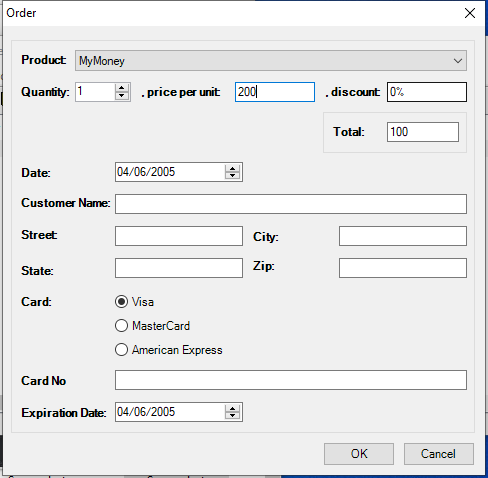 Order
Product: MyMoney
Quantity: 1 , price per unit: 200 , discount: 0%
Total: 100
Date: 04/06/2005
Customer Name:
Street: City:
State: Zip:
Card: Visa
MasterCard
American Express
Card No
Expiration Date: 04/06/2005
OK Cancel